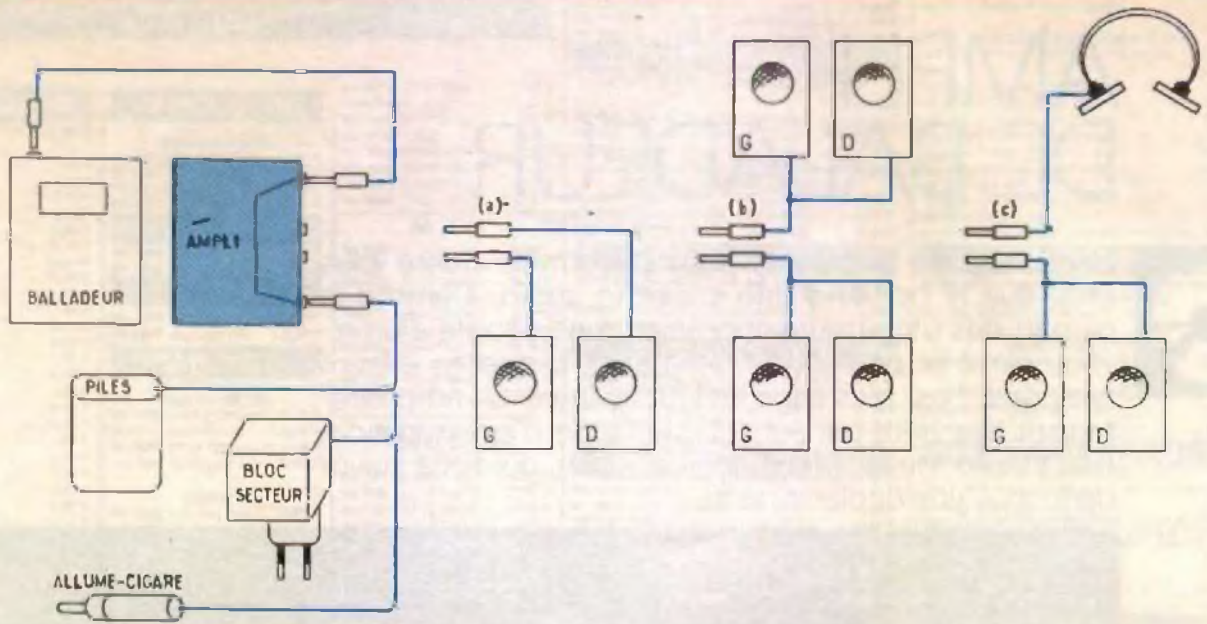 BALLADEUR
AMPLI
PILES
BLOC
SECTEUR
ALLUME-CIGARE
(a)
G
D
(b)
G
D
G
D
(c)
G
D